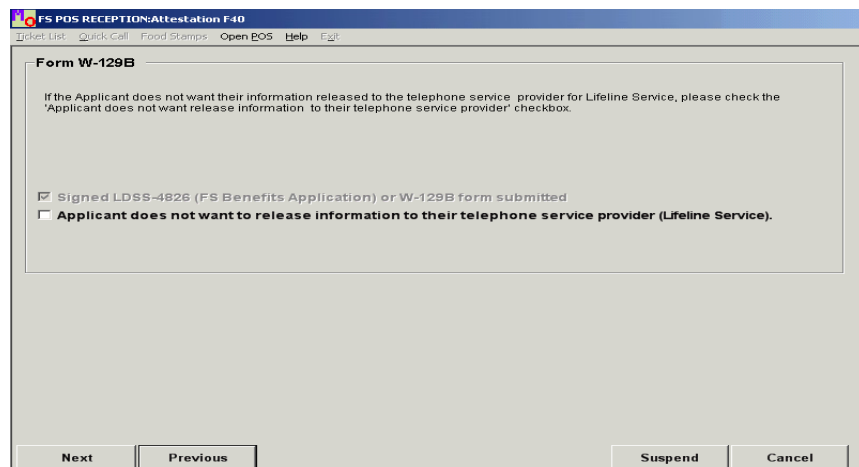 FS POS RECEPTION:Attestation F40
Ticket List Quick Call Food Stamps Open POS Help Exit
Form W-129B
If the Applicant does not want their information released to the telephone service provider for Lifeline Service, please check the
'Applicant does not want release information to their telephone service provider' checkbox.
Signed LDSS-4826 (FS Benefits Application) or W-129B form submitted
Applicant does not want to release information to their telephone service provider (Lifeline Service).
Next Previous Suspend Cancel